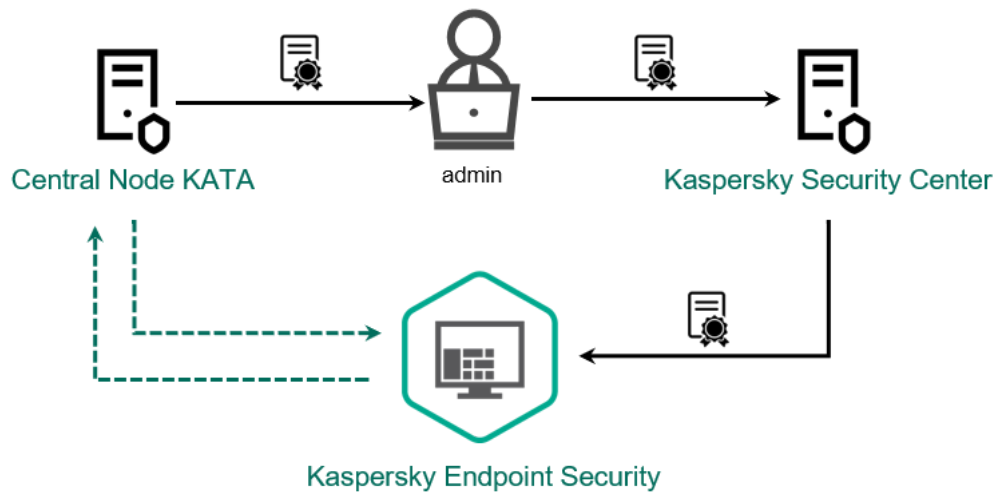 Central Node KATA
admin
Kaspersky Security Center
Kaspersky Endpoint Security